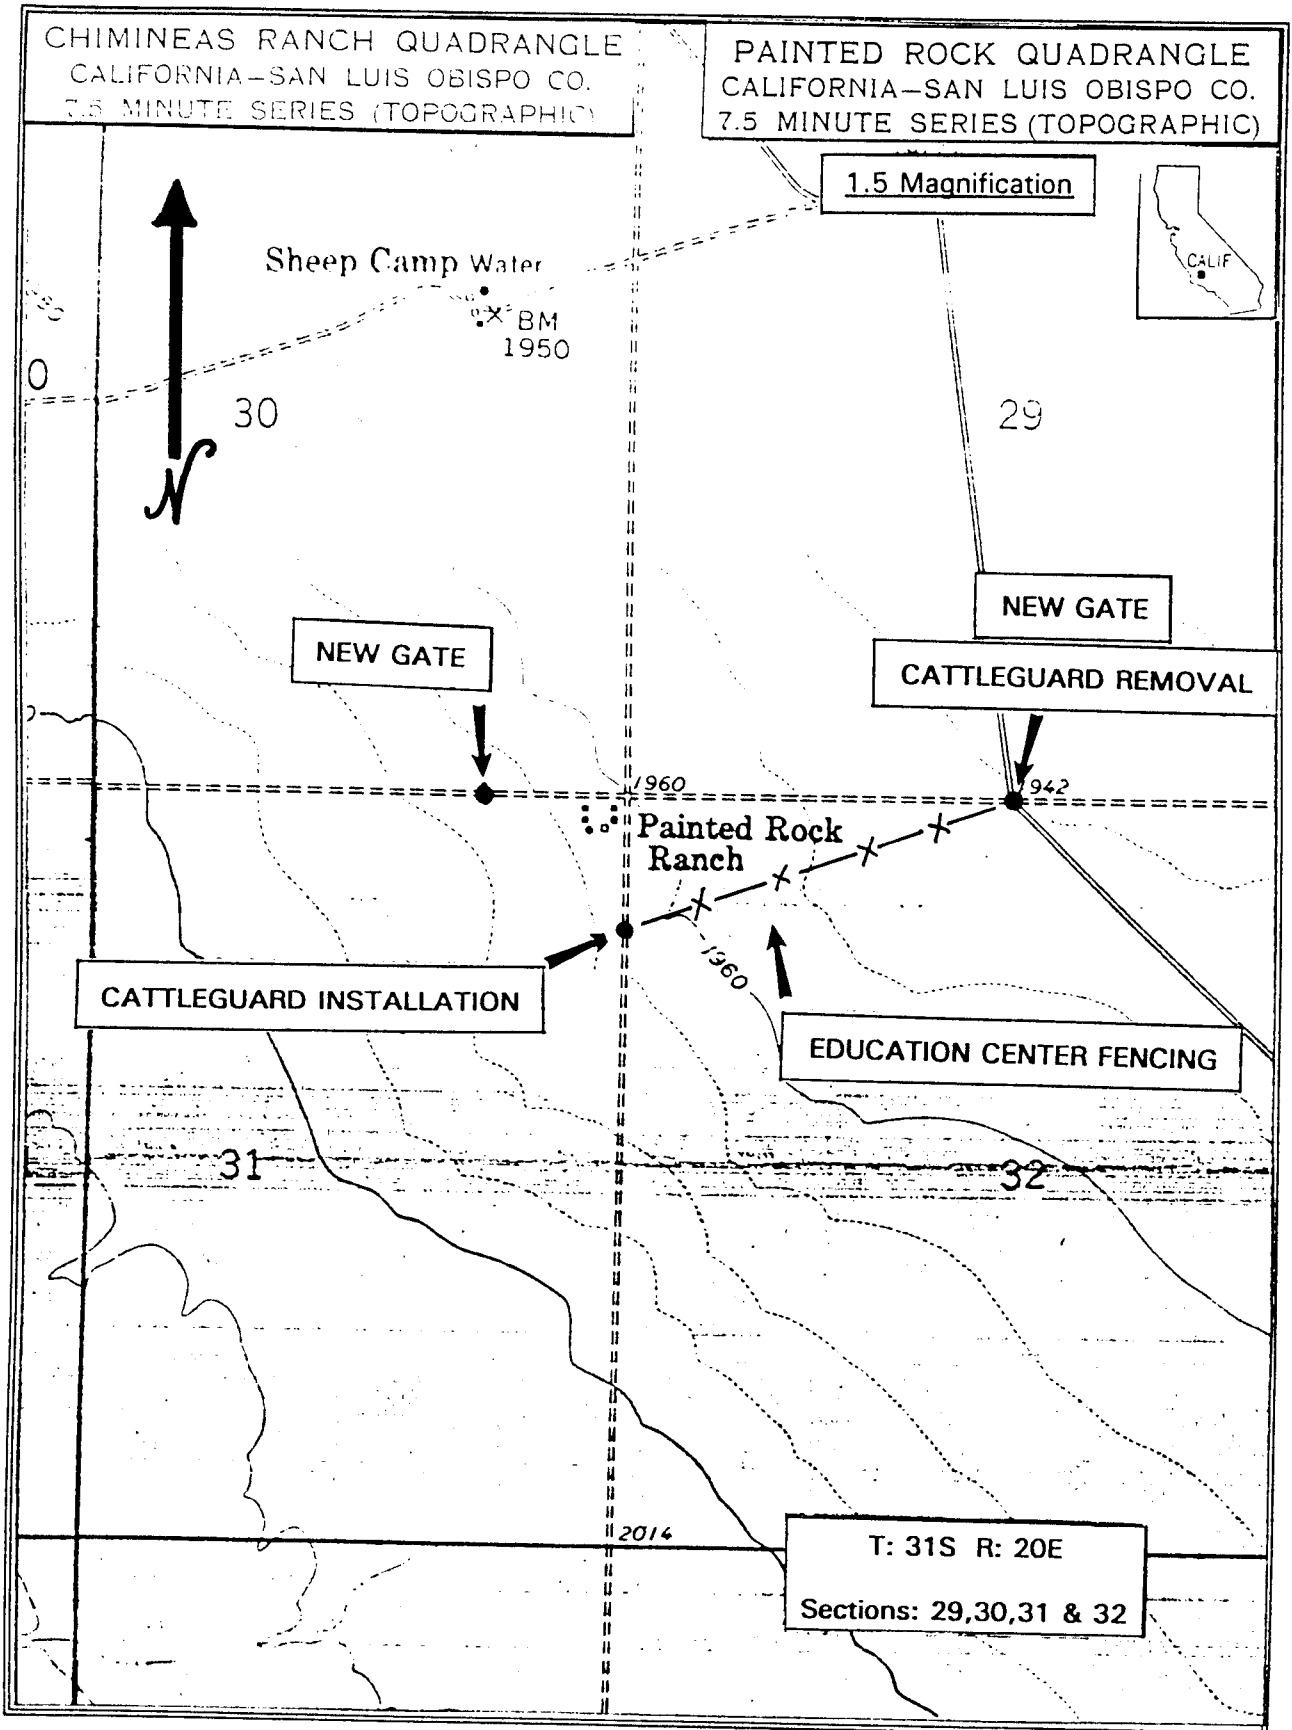 CHIMINEAS RANCH QUADRANGLE
CALIFORNIA—SAN LUIS OBISPO CO.
7.5 MINUTE SERIES (TOPOGRAPHIC)
PAINTED ROCK QUADRANGLE
CALIFORNIA—SAN LUIS OBISPO CO.
7.5 MINUTE SERIES (TOPOGRAPHIC)
1.5 Magnification
CALIF
Sheep Camp Water
BM
1950
0
30
29
N
NEW GATE
NEW GATE
CATTLEGUARD REMOVAL
1960
942
Painted Rock
Ranch
1960
CATTLEGUARD INSTALLATION
EDUCATION CENTER FENCING
31
32
2014
T: 31S R: 20E
Sections: 29,30,31 & 32